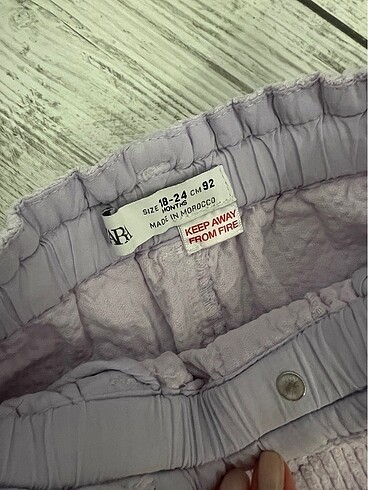 ZARA
SIZE 18-24 CM 92
MONTHS
MADE IN MOROCCO
KEEP AWAY
FROM FIRE